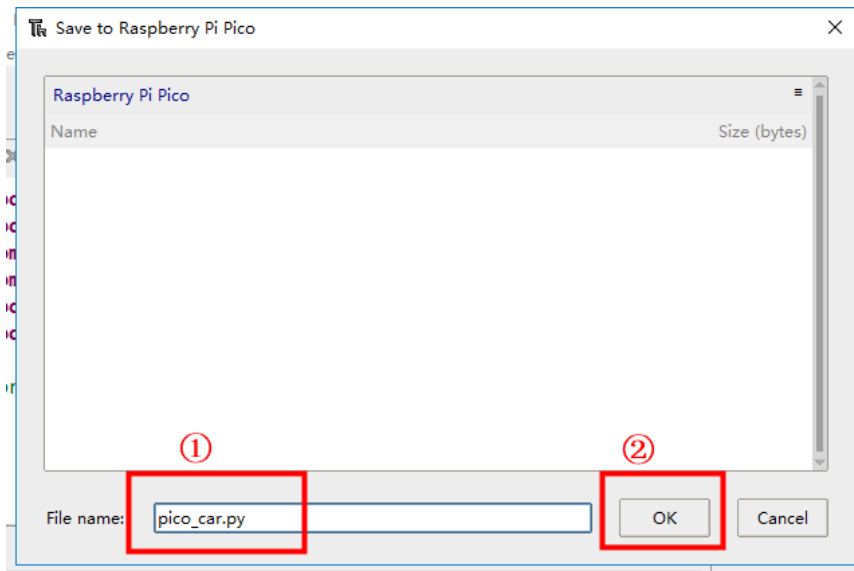 Save to Raspberry Pi Pico
Raspberry Pi Pico
Name Size (bytes)
①
②
File name: pico_car.py OK Cancel